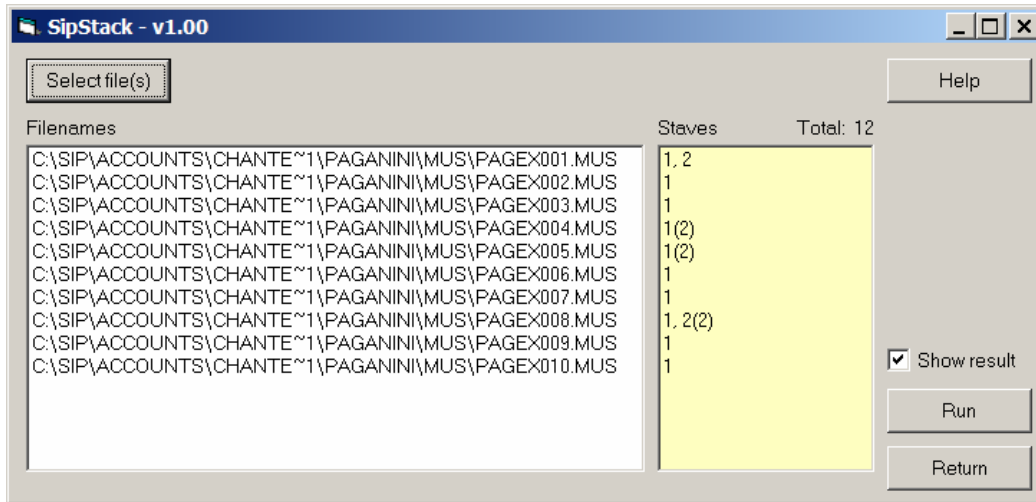 SipStack - v1.00
Select file(s)
Help
Filenames
Staves
Total: 12
C:\SIP\ACCOUNTS\CHANTE~1\PAGANINI\MUS\PAGEX001.MUS 1, 2
C:\SIP\ACCOUNTS\CHANTE~1\PAGANINI\MUS\PAGEX002.MUS 1
C:\SIP\ACCOUNTS\CHANTE~1\PAGANINI\MUS\PAGEX003.MUS 1
C:\SIP\ACCOUNTS\CHANTE~1\PAGANINI\MUS\PAGEX004.MUS 1(2)
C:\SIP\ACCOUNTS\CHANTE~1\PAGANINI\MUS\PAGEX005.MUS 1(2)
C:\SIP\ACCOUNTS\CHANTE~1\PAGANINI\MUS\PAGEX006.MUS 1
C:\SIP\ACCOUNTS\CHANTE~1\PAGANINI\MUS\PAGEX007.MUS 1
C:\SIP\ACCOUNTS\CHANTE~1\PAGANINI\MUS\PAGEX008.MUS 1, 2(2)
C:\SIP\ACCOUNTS\CHANTE~1\PAGANINI\MUS\PAGEX009.MUS 1
C:\SIP\ACCOUNTS\CHANTE~1\PAGANINI\MUS\PAGEX010.MUS 1
Show result
Run
Return